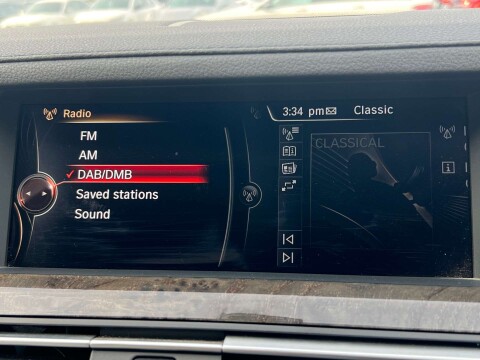 Radio
3:34 pm
Classic
FM
AM
DAB/DMB
Saved stations
Sound
CLASSICAL